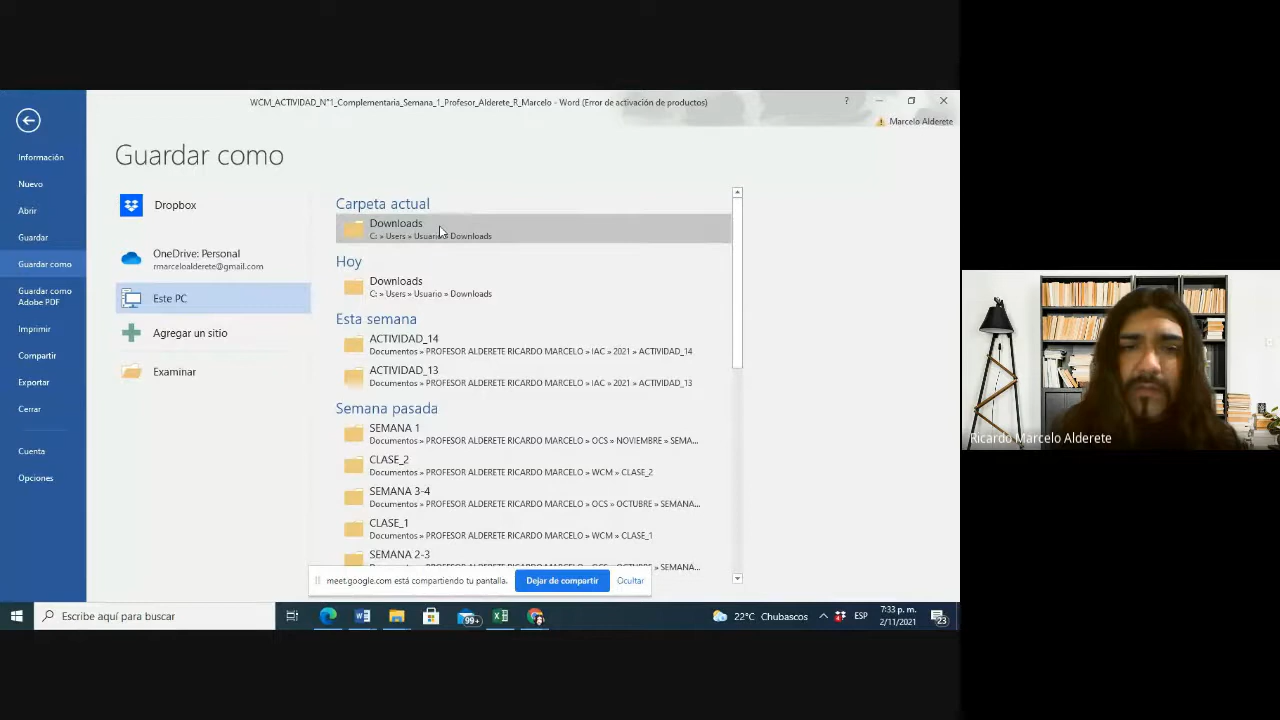 WCM_ACTIVIDAD_N°1_Complementaria_Semana_1_Profesor_Alderete_R_Marcelo - Word (Error de activación de productos)
?
Marcelo Alderete
Información
Nuevo
Abrir
Guardar
Guardar como
Guardar como
Adobe PDF
Imprimir
Compartir
Exportar
Cerrar
Cuenta
Opciones
Guardar como
Dropbox
OneDrive: Personal
rmarceloalderete@gmail.com
Este PC
Agregar un sitio
Examinar
Carpeta actual
Downloads
C: » Users » Usuario » Downloads
Hoy
Downloads
C: » Users » Usuario » Downloads
Esta semana
ACTIVIDAD_14
Documentos » PROFESOR ALDERETE RICARDO MARCELO » IAC » 2021 » ACTIVIDAD_14
ACTIVIDAD_13
Documentos » PROFESOR ALDERETE RICARDO MARCELO » IAC » 2021 » ACTIVIDAD_13
Semana pasada
SEMANA 1
Documentos » PROFESOR ALDERETE RICARDO MARCELO » OCS » NOVIEMBRE » SEMA...
CLASE_2
Documentos » PROFESOR ALDERETE RICARDO MARCELO » WCM » CLASE_2
SEMANA 3-4
Documentos » PROFESOR ALDERETE RICARDO MARCELO » OCS » OCTUBRE » SEMANA...
CLASE_1
Documentos » PROFESOR ALDERETE RICARDO MARCELO » WCM » CLASE_1
SEMANA 2-3
meet.google.com está compartiendo tu pantalla.
Dejar de compartir
Ocultar
Escribe aquí para buscar
99+
22°C Chubascos
ESP
7:33 p. m.
2/11/2021
23
Ricardo Marcelo Alderete